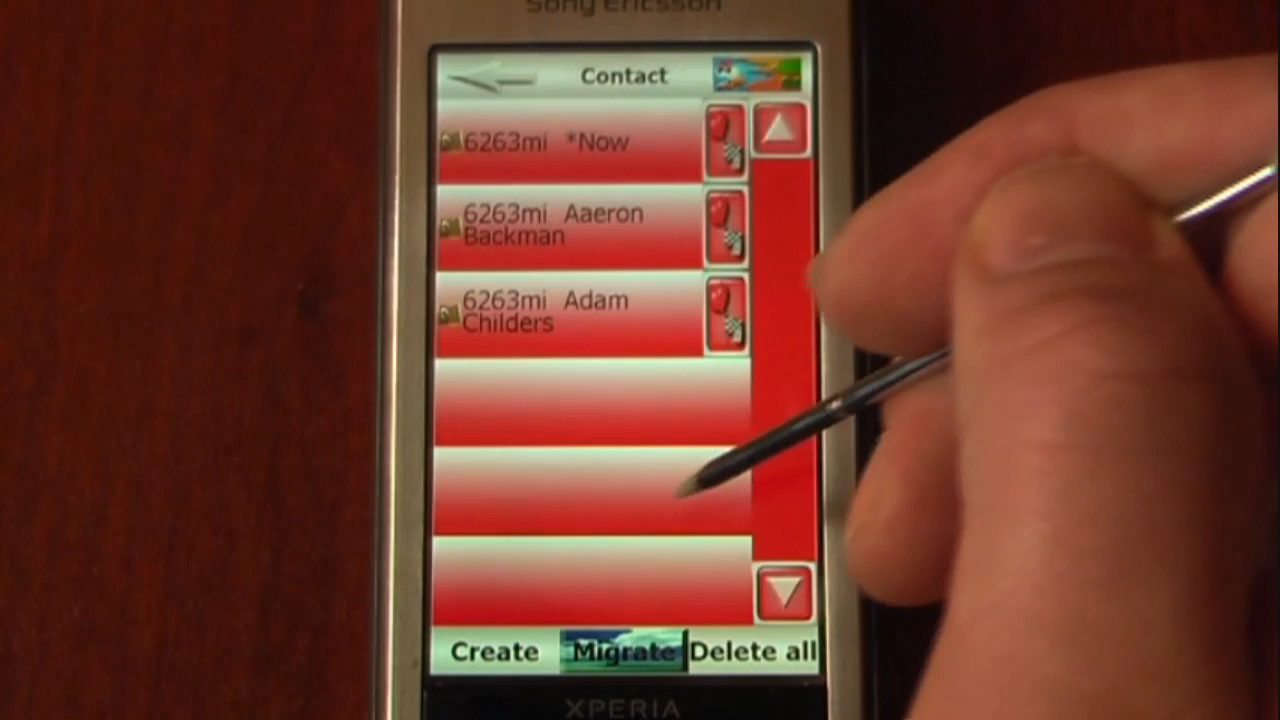 Sony Ericsson
Contact
6263mi *Now
6263mi Aaeron
Backman
6263mi Adam
Childers
Create Migrate Delete all
XPERIA